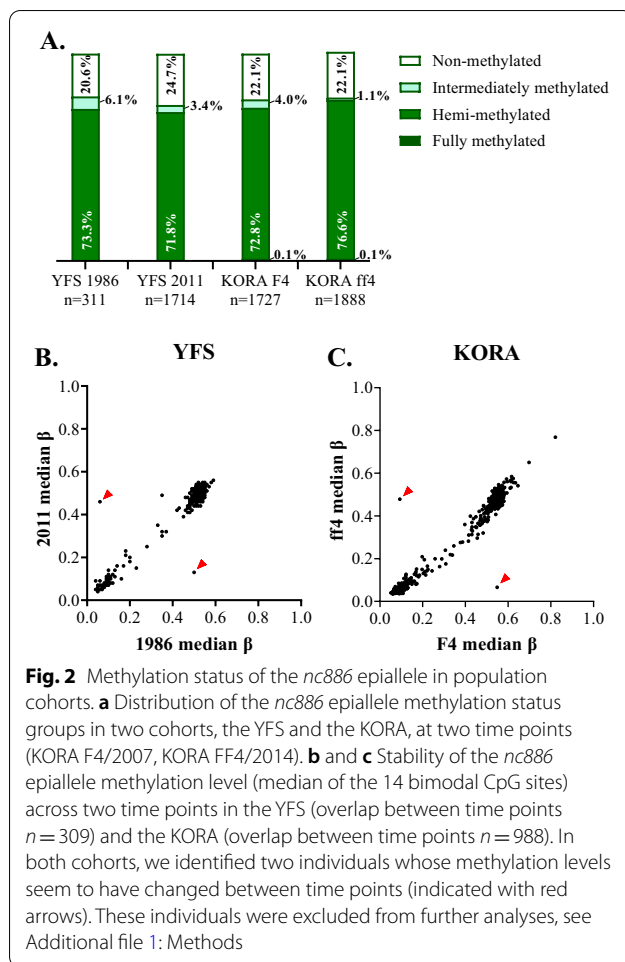 A.
20.6%
6.1%
73.3%
24.7%
3.4%
71.8%
22.1%
4.0%
72.8%
0.1%
22.1%
1.1%
76.6%
0.1%
Non-methylated
Intermediately methylated
Hemi-methylated
Fully methylated
YFS 1986
n=311
YFS 2011
n=1714
KORA F4
n=1727
KORA ff4
n=1888
B.
YFS
1.0
0.8
0.6
0.4
0.2
0.0
0.0 0.2 0.4 0.6 0.8 1.0
2011 median β
1986 median β
C.
KORA
1.0
0.8
0.6
0.4
0.2
0.0
0.0 0.2 0.4 0.6 0.8 1.0
ff4 median β
F4 median β
Fig. 2 Methylation status of the nc886 epiallele in population
cohorts. a Distribution of the nc886 epiallele methylation status
groups in two cohorts, the YFS and the KORA, at two time points
(KORA F4/2007, KORA FF4/2014). b and c Stability of the nc886
epiallele methylation level (median of the 14 bimodal CpG sites)
across two time points in the YFS (overlap between time points
n = 309) and the KORA (overlap between time points n = 988). In
both cohorts, we identified two individuals whose methylation levels
seem to have changed between time points (indicated with red
arrows). These individuals were excluded from further analyses, see
Additional file 1: Methods